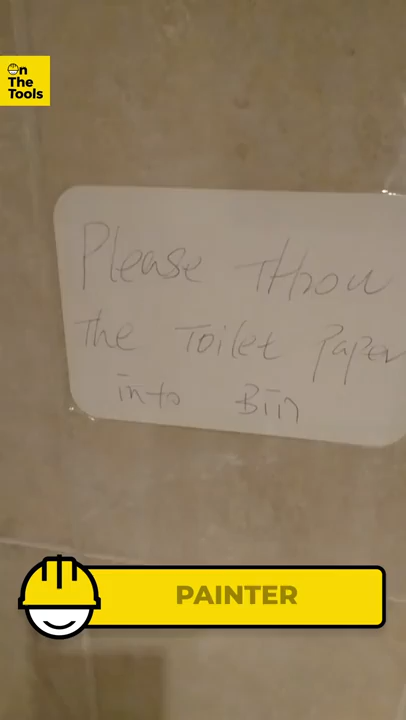 On
The
Tools
Please THrow
The Toilet Paper
into Bin
PAINTER